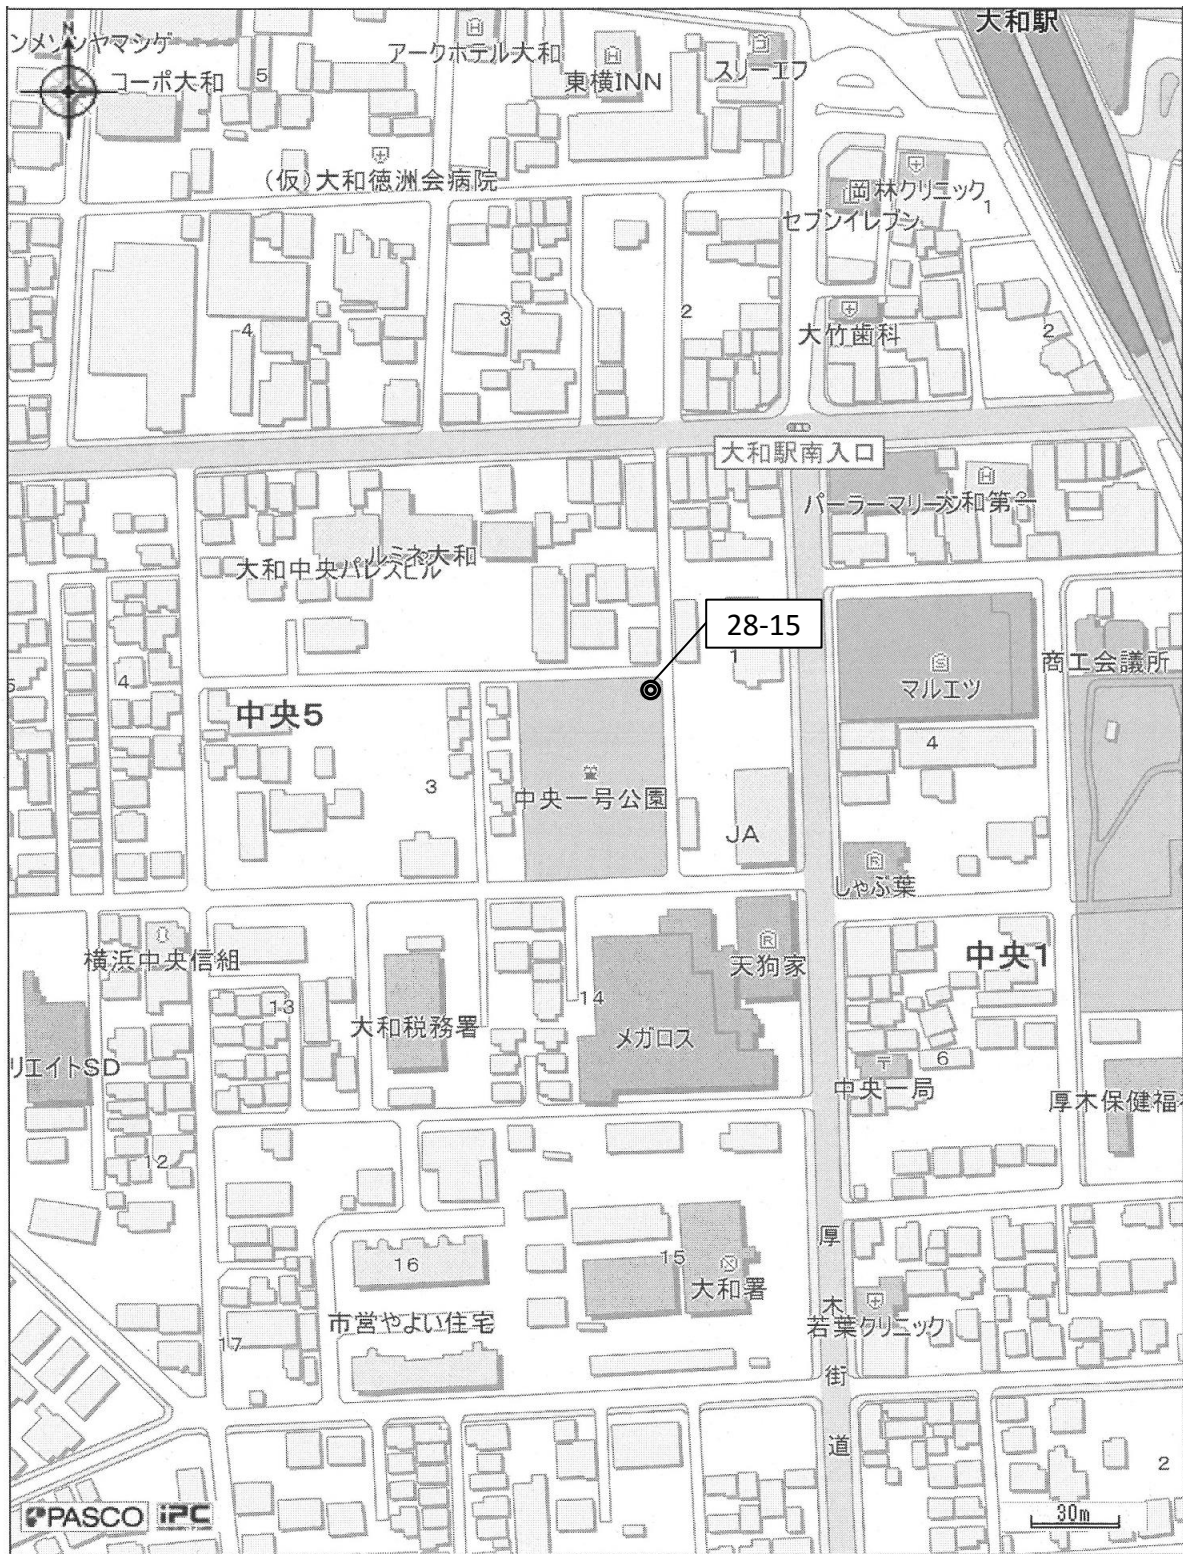 大和駅
N
ンメゾンヤマシゲ
アークホテル大和
コーポ大和
5
東横INN
スリーエフ
(仮)大和徳洲会病院
岡林クリニック
1
セブンイレブン
4
3
2
大竹歯科
2
大和駅南入口
パーラーマリーン
大和中央パレスビル
ルミネ大和
28-15
1
商工会議所
マルエツ
5
4
中央5
4
3
中央一号公園
JA
しゃぶ葉
横浜中央信組
天狗家
中央1
13
14
大和税務署
メガロス
リエイトSD
〒
6
中央一局
厚木保健福
12
厚木街道
16
15
大和署
市営やよい住宅
若葉クリニック
17
2
PASCO iPC
30m